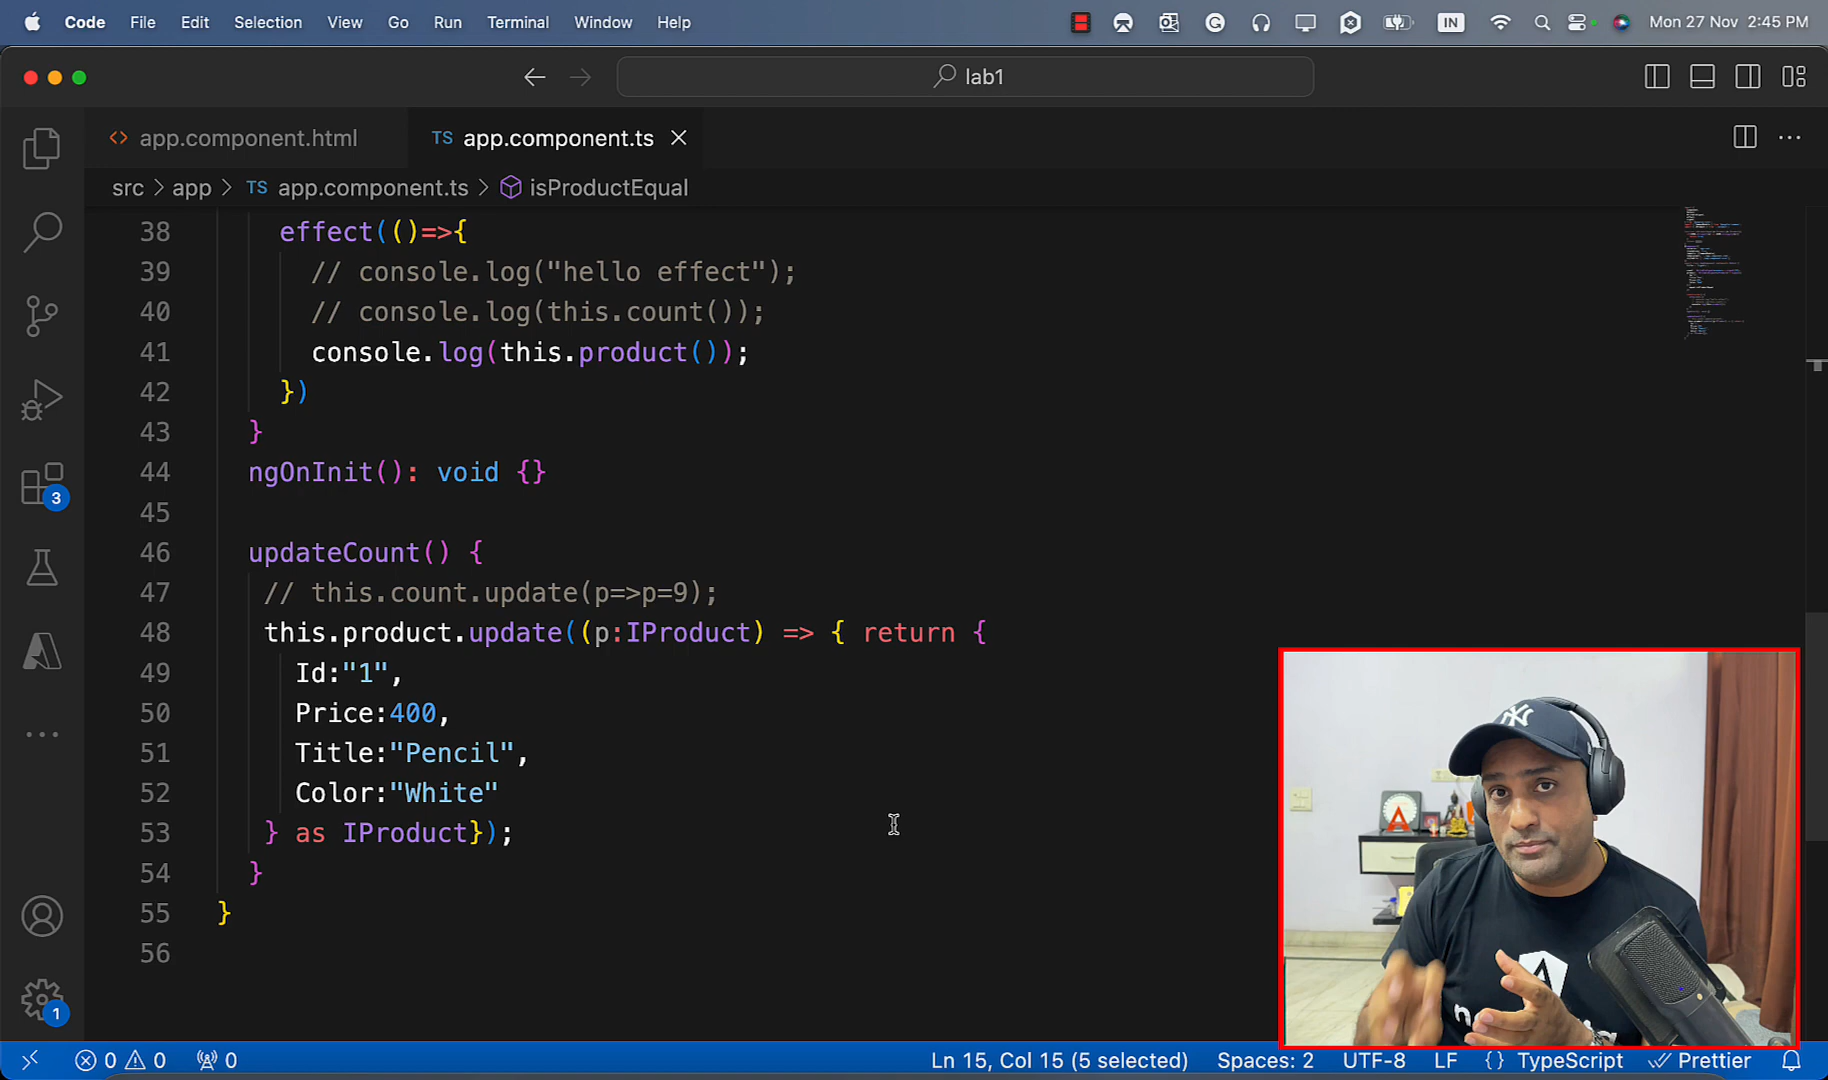 Code File Edit Selection View Go Run Terminal Window Help IN Mon 27 Nov 2:45 PM
lab1
app.component.html TS app.component.ts
src > app > TS app.component.ts > isProductEqual
38 effect(()=>{
39 // console.log("hello effect");
40 // console.log(this.count());
41 console.log(this.product());
42 })
43 }
44 ngOnInit(): void {}
45
46 updateCount() {
47 // this.count.update(p=>p=9);
48 this.product.update((p:IProduct) => { return {
49 Id:"1",
50 Price:400,
51 Title:"Pencil",
52 Color:"White"
53 } as IProduct});
54 }
55 }
56
3
1
0 0 0 Ln 15, Col 15 (5 selected) Spaces: 2 UTF-8 LF {} TypeScript Prettier